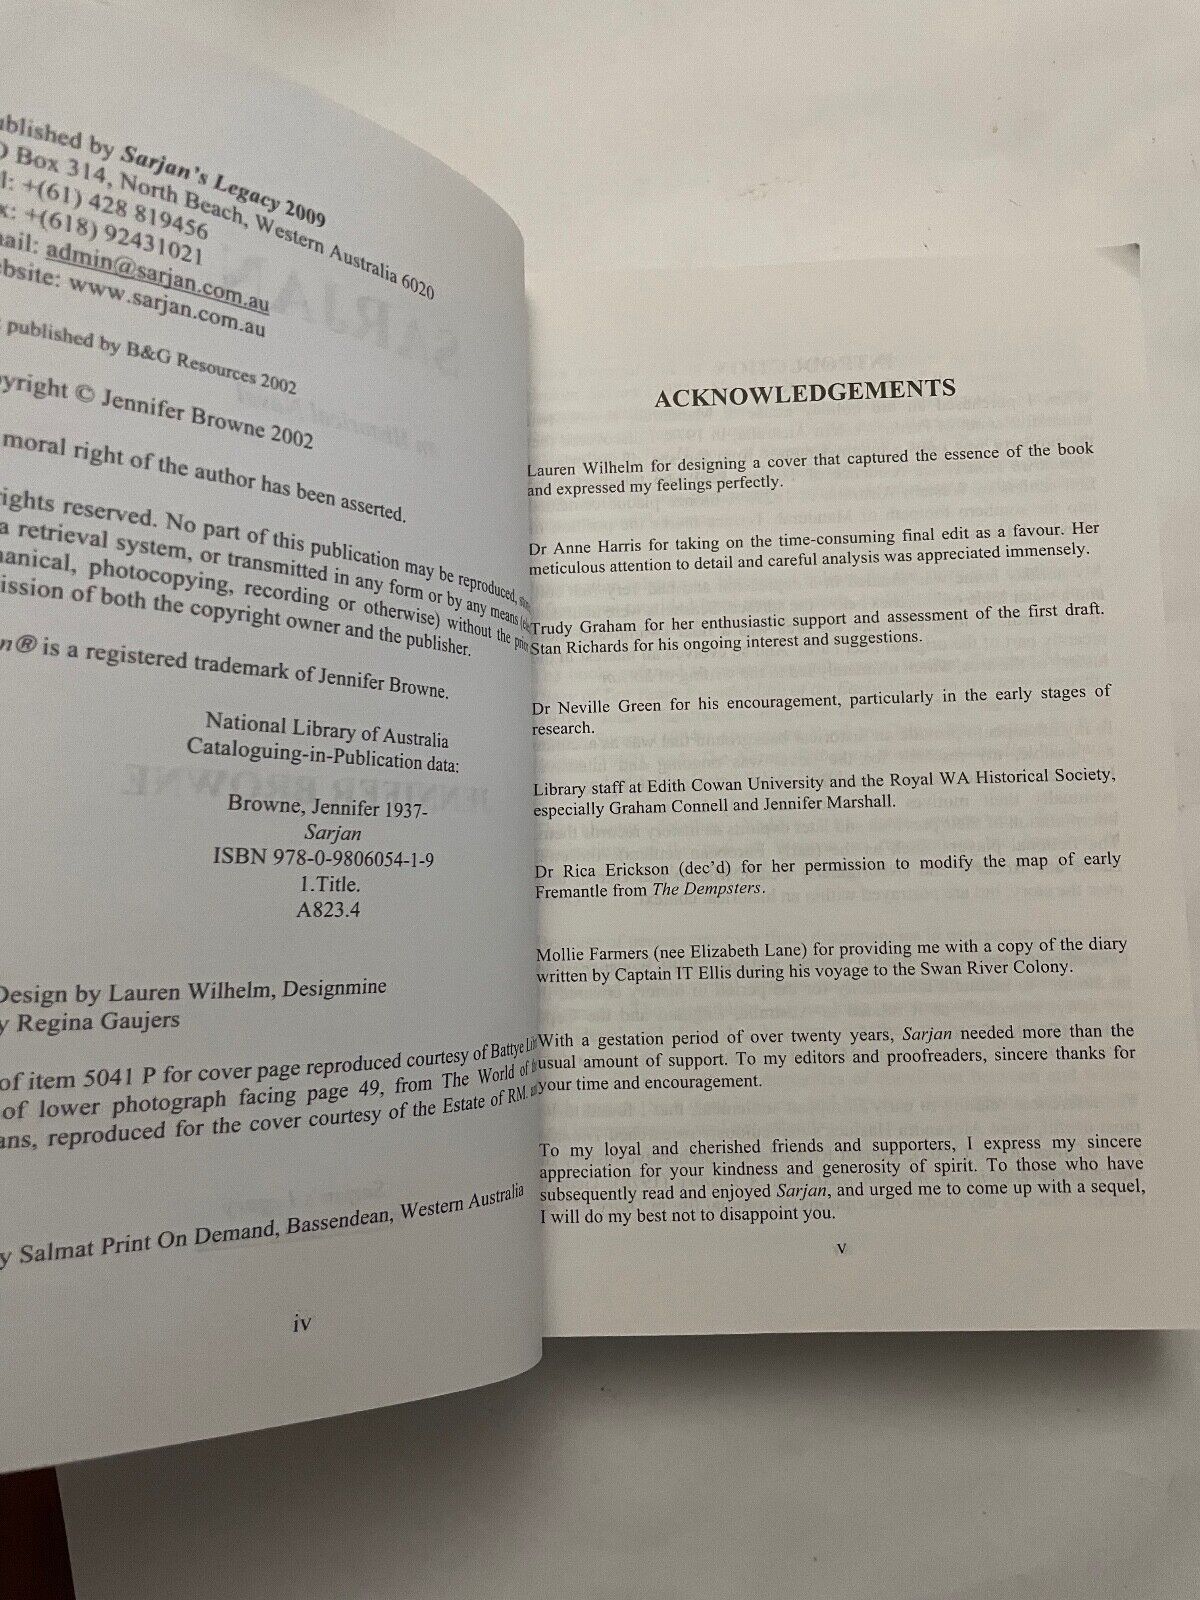 by Sarjan's Legacy 2009
Box 314, North Beach, Western Australia 6020
+(61) 428 819456
+(618) 92431021
admin@sarjan.com.au
www.sarjan.com.au
published by B&G Resources 2002
© Jennifer Browne 2002
moral right of the author has been asserted.
reserved. No part of this publication may be reproduced,
a retrieval system, or transmitted in any form or by any means
photocopying, recording or otherwise) without the
of both the copyright owner and the publisher.
® is a registered trademark of Jennifer Browne.
National Library of Australia
Cataloguing-in-Publication data:
Browne, Jennifer 1937-
Sarjan
ISBN 978-0-9806054-1-9
1.Title.
A823.4
Design by Lauren Wilhelm, Designmine
Regina Gaujers
of item 5041 P for cover page reproduced courtesy of Battye
of lower photograph facing page 49, from The World of
reproduced for the cover courtesy of the Estate of RM.
Salmat Print On Demand, Bassendean, Western Australia
iv
ACKNOWLEDGEMENTS
Lauren Wilhelm for designing a cover that captured the essence of the book
and expressed my feelings perfectly.
Dr Anne Harris for taking on the time-consuming final edit as a favour. Her
meticulous attention to detail and careful analysis was appreciated immensely.
Trudy Graham for her enthusiastic support and assessment of the first draft.
Stan Richards for his ongoing interest and suggestions.
Dr Neville Green for his encouragement, particularly in the early stages of
research.
Library staff at Edith Cowan University and the Royal WA Historical Society,
especially Graham Connell and Jennifer Marshall.
Dr Rica Erickson (dec'd) for her permission to modify the map of early
Fremantle from The Dempsters.
Mollie Farmers (nee Elizabeth Lane) for providing me with a copy of the diary
written by Captain IT Ellis during his voyage to the Swan River Colony.
With a gestation period of over twenty years, Sarjan needed more than the
usual amount of support. To my editors and proofreaders, sincere thanks for
your time and encouragement.
To my loyal and cherished friends and supporters, I express my sincere
appreciation for your kindness and generosity of spirit. To those who have
subsequently read and enjoyed Sarjan, and urged me to come up with a sequel,
I will do my best not to disappoint you.
v